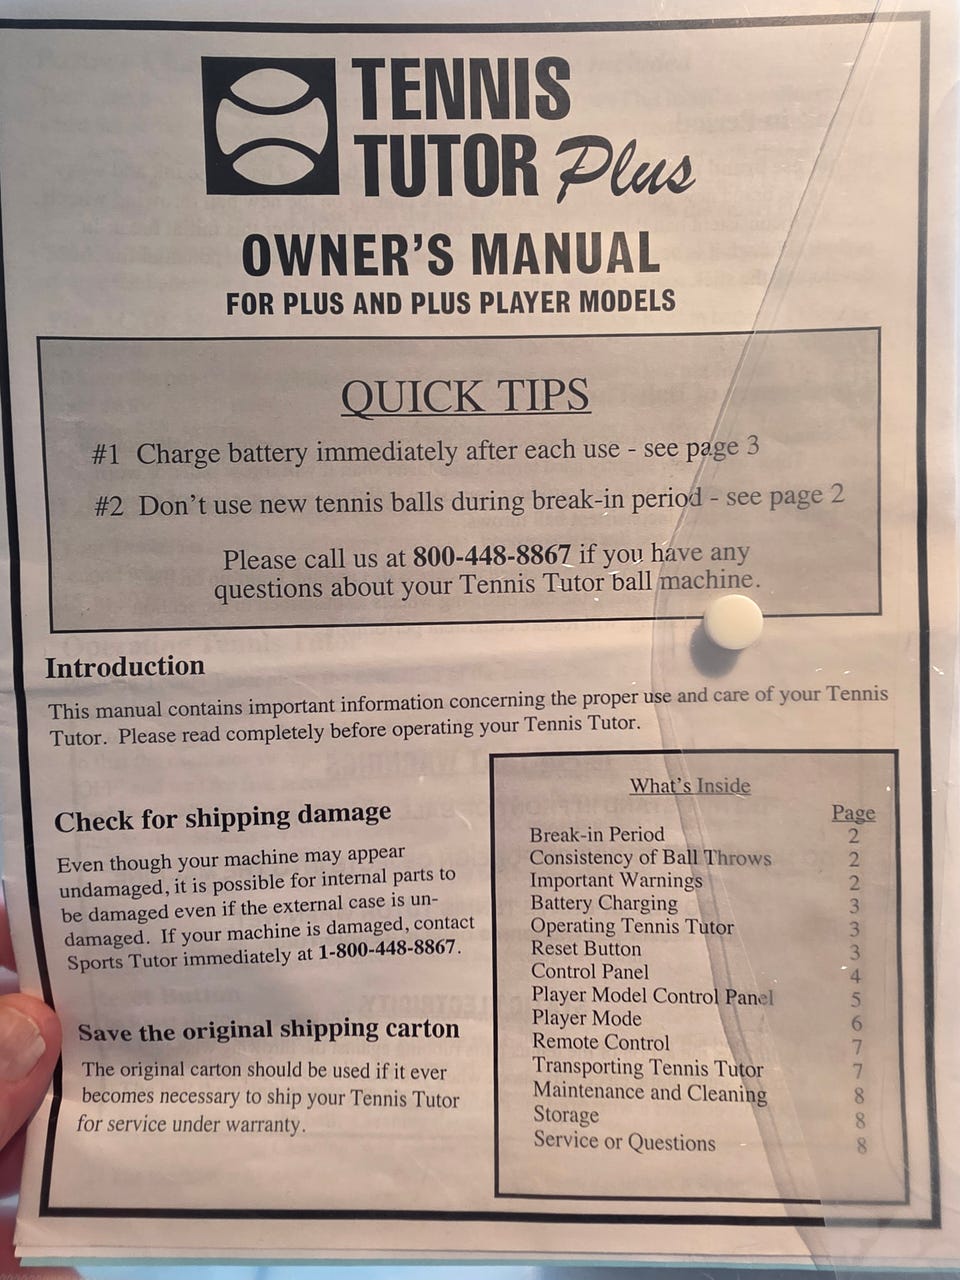 TENNIS
TUTOR Plus
OWNER'S MANUAL
FOR PLUS AND PLUS PLAYER MODELS
QUICK TIPS
#1 Charge battery immediately after each use - see page 3
#2 Don't use new tennis balls during break-in period - see page 2
Please call us at 800-448-8867 if you have any
questions about your Tennis Tutor ball machine.
Introduction
This manual contains important information concerning the proper use and care of your Tennis
Tutor. Please read completely before operating your Tennis Tutor.
Check for shipping damage
Even though your machine may appear
undamaged, it is possible for internal parts to
be damaged even if the external case is un-
damaged. If your machine is damaged, contact
Sports Tutor immediately at 1-800-448-8867.
Save the original shipping carton
The original carton should be used if it ever
becomes necessary to ship your Tennis Tutor
for service under warranty.
What's Inside
Page
Break-in Period 2
Consistency of Ball Throws 2
Important Warnings 2
Battery Charging 3
Operating Tennis Tutor 3
Reset Button 3
Control Panel 4
Player Model Control Panel 5
Player Mode 6
Remote Control 7
Transporting Tennis Tutor 7
Maintenance and Cleaning 8
Storage 8
Service or Questions 8